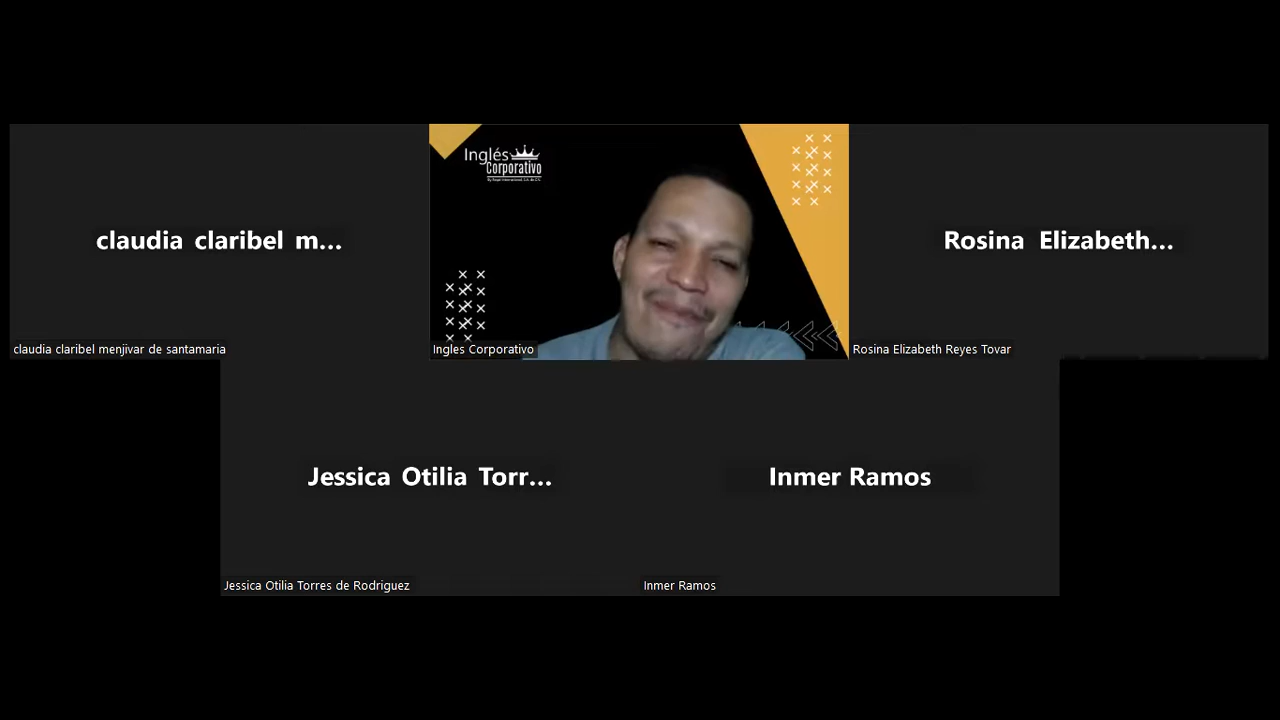 claudia claribel m...
claudia claribel menjivar de santamaria
Inglés
Corporativo
Ingles Corporativo
Rosina Elizabeth...
Rosina Elizabeth Reyes Tovar
Jessica Otilia Torr...
Jessica Otilia Torres de Rodriguez
Inmer Ramos
Inmer Ramos